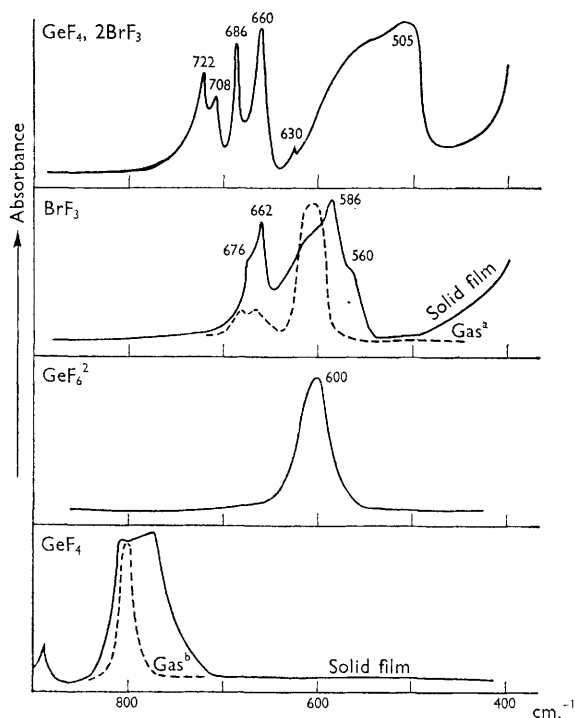 GeF₄, 2BrF₃
722
708
686
660
630
505
Absorbance
BrF₃
676
662
586
560
Solid film
Gasᵃ
GeF₆²
600
GeF₄
Gasᵇ
Solid film
800
600
400
cm.⁻¹